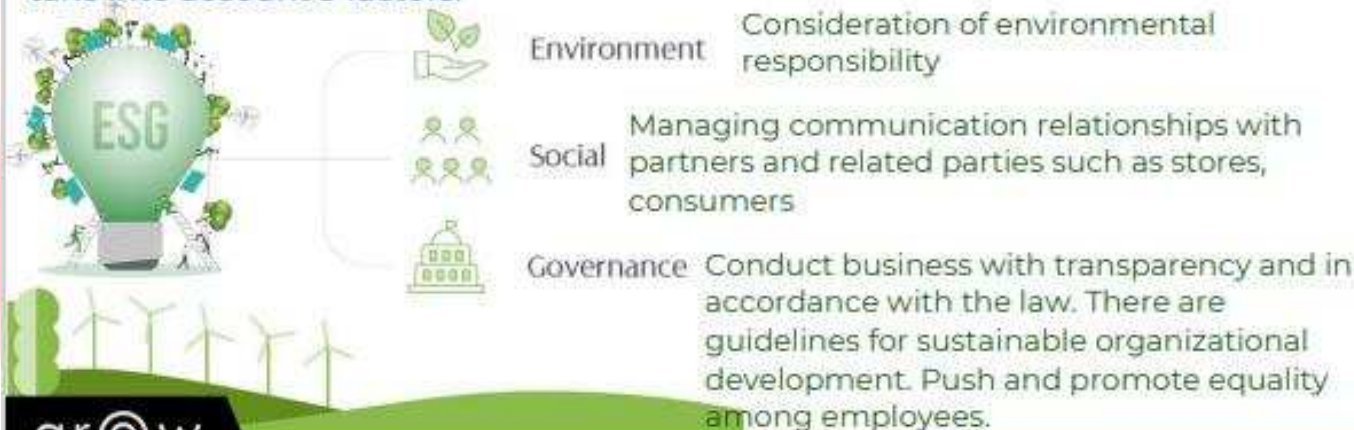 ESG
Environment
Consideration of environmental
responsibility
Social
Managing communication relationships with
partners and related parties such as stores,
consumers
Governance
Conduct business with transparency and in
accordance with the law. There are
guidelines for sustainable organizational
development. Push and promote equality
among employees.